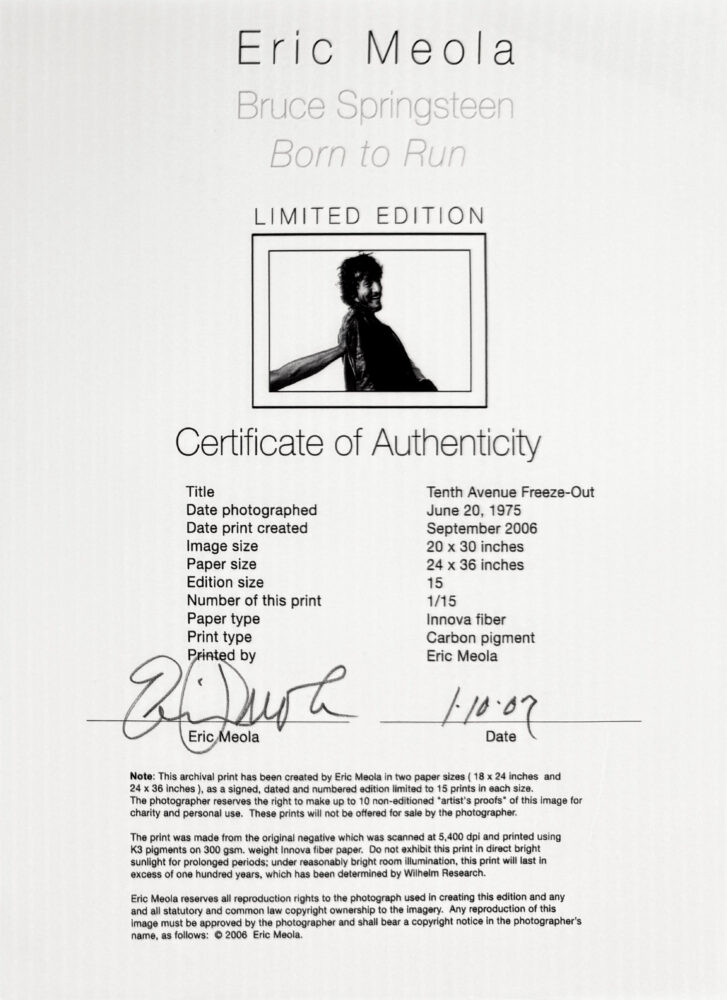 Eric Meola
Bruce Springsteen
Born to Run
LIMITED EDITION
Certificate of Authenticity
Title Tenth Avenue Freeze-Out
Date photographed June 20, 1975
Date print created September 2006
Image size 20 x 30 inches
Paper size 24 x 36 inches
Edition size 15
Number of this print 1/15
Paper type Innova fiber
Print type Carbon pigment
Printed by Eric Meola
Eric Meola 1·10·07
Eric Meola Date
Note: This archival print has been created by Eric Meola in two paper sizes ( 18 x 24 inches and
24 x 36 inches ), as a signed, dated and numbered edition limited to 15 prints in each size.
The photographer reserves the right to make up to 10 non-editioned "artist's proofs" of this image for
charity and personal use. These prints will not be offered for sale by the photographer.
The print was made from the original negative which was scanned at 5,400 dpi and printed using
K3 pigments on 300 gsm. weight Innova fiber paper. Do not exhibit this print in direct bright
sunlight for prolonged periods; under reasonably bright room illumination, this print will last in
excess of one hundred years, which has been determined by Wilhelm Research.
Eric Meola reserves all reproduction rights to the photograph used in creating this edition and any
and all statutory and common law copyright ownership to the imagery. Any reproduction of this
image must be approved by the photographer and shall bear a copyright notice in the photographer's
name, as follows: © 2006 Eric Meola.